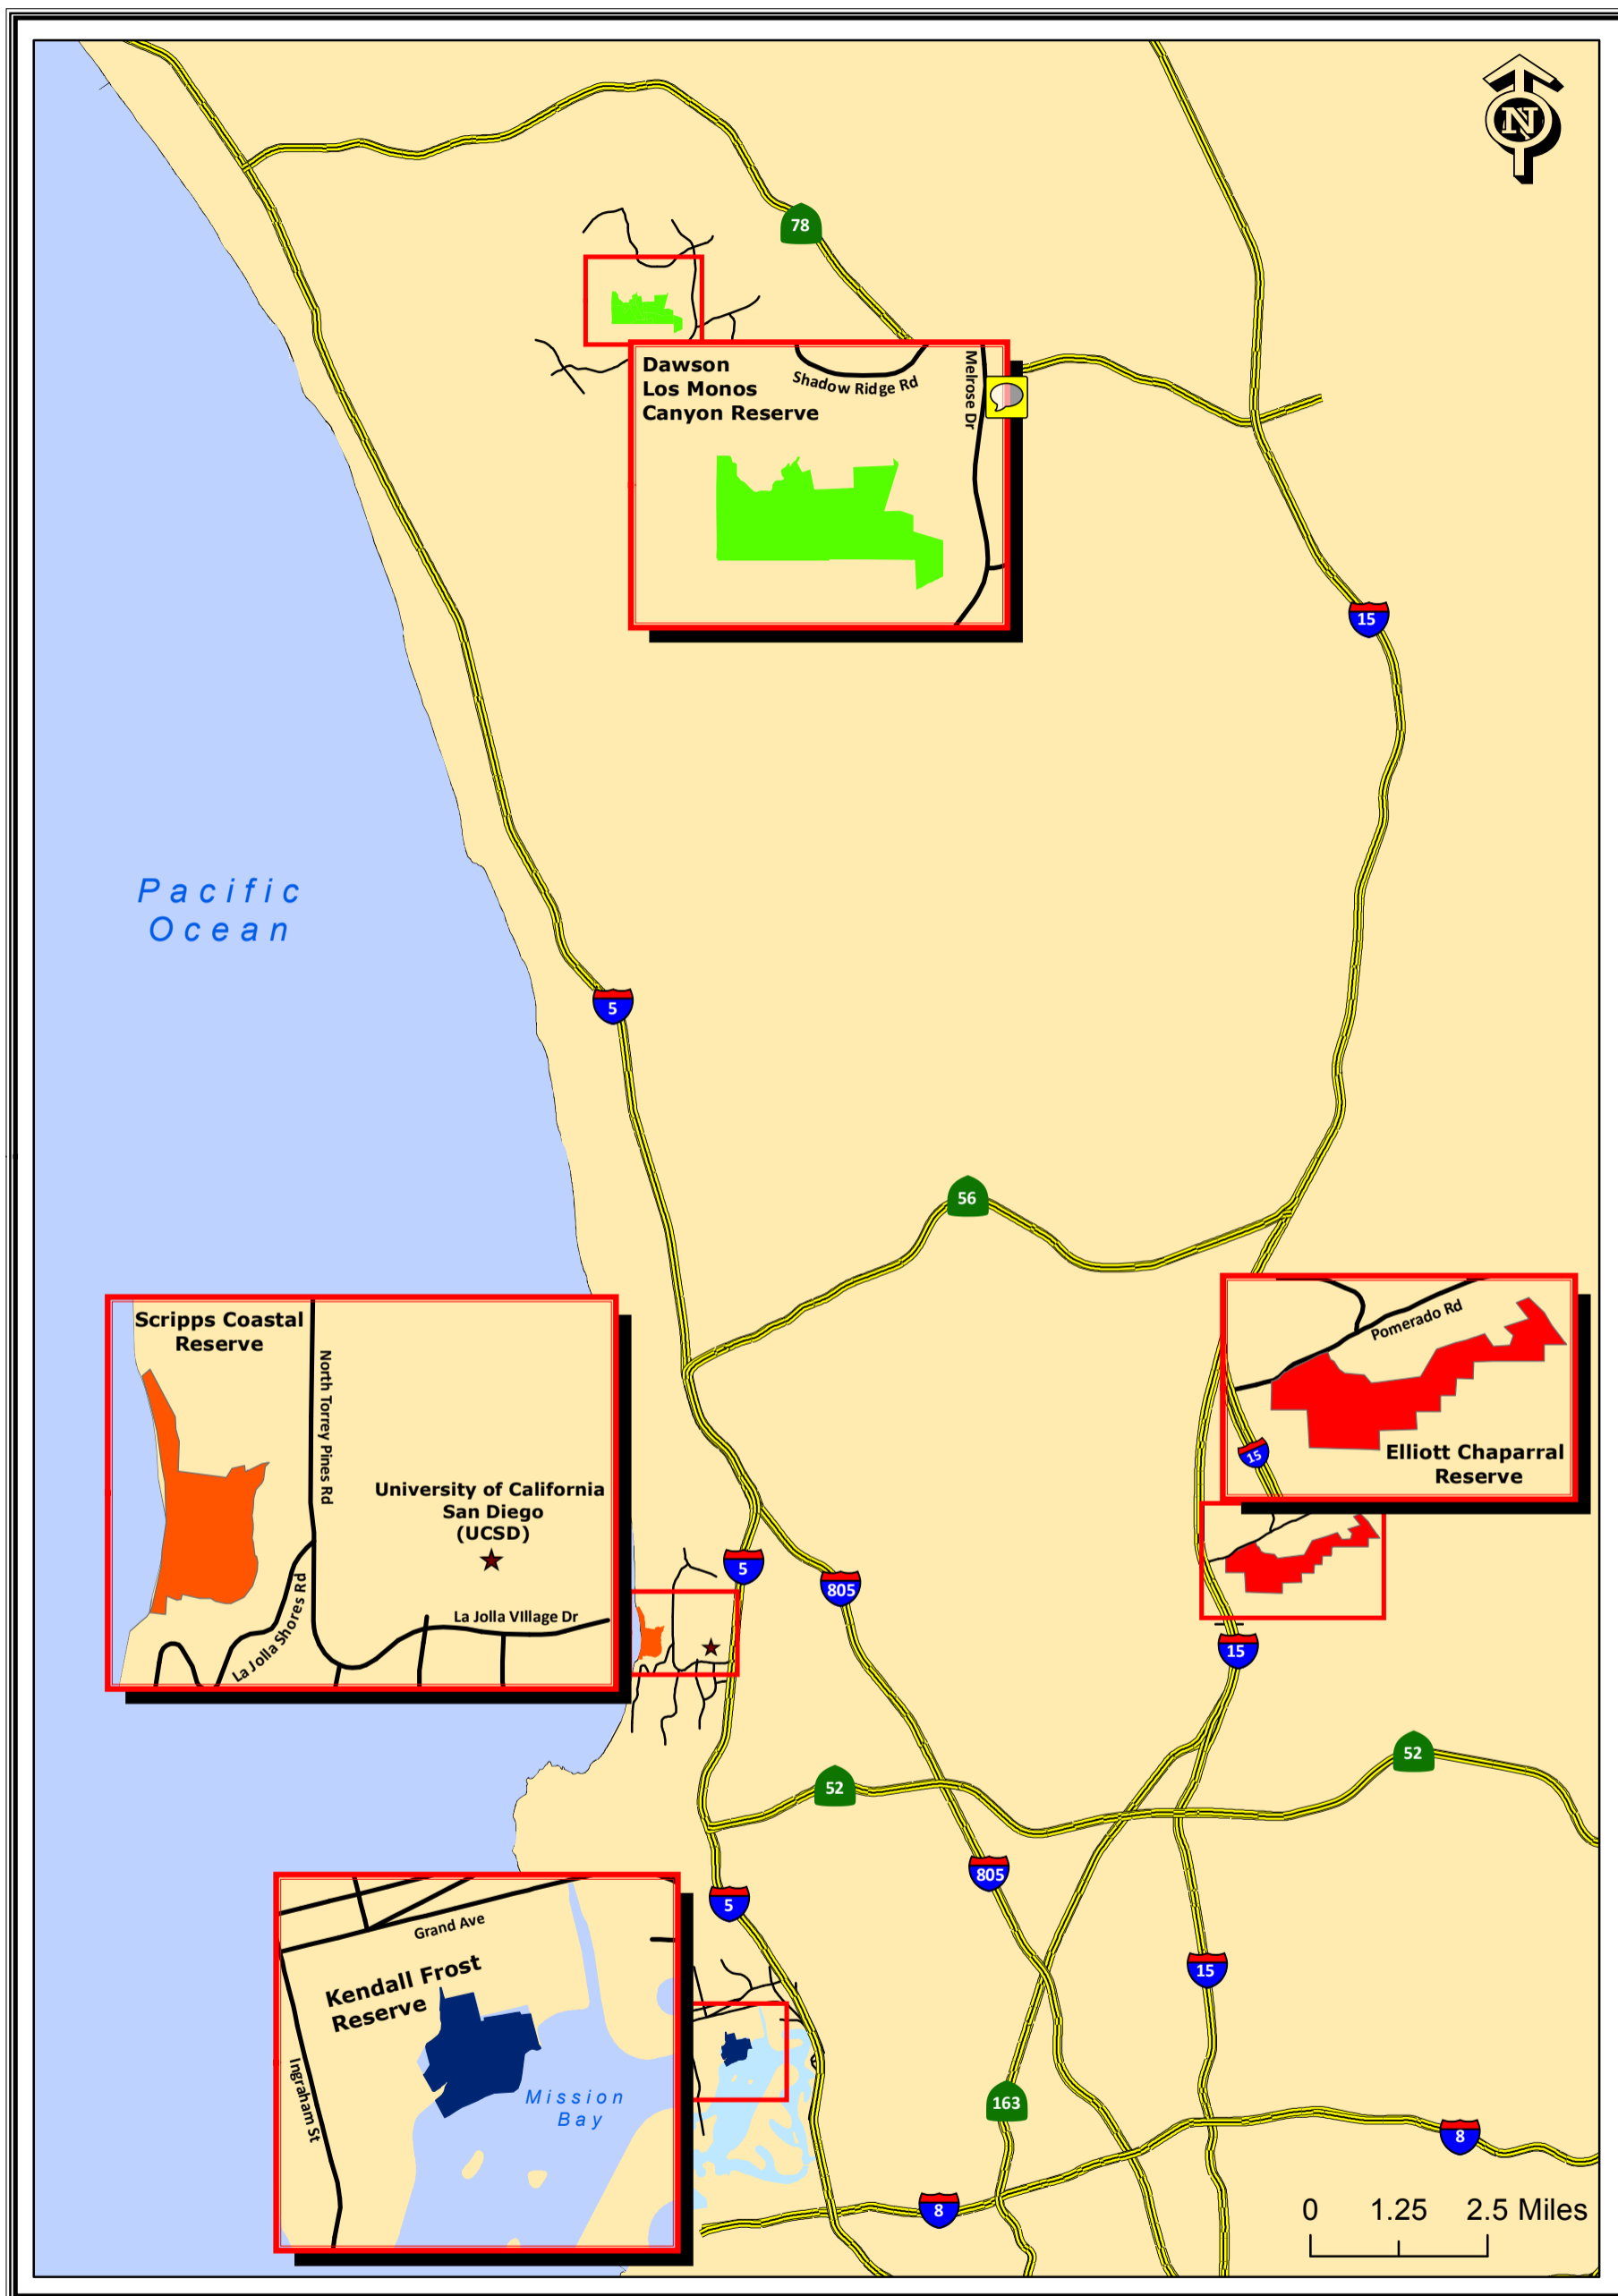 N
78
Dawson
Los Monos
Canyon Reserve
Shadow Ridge Rd
Melrose Dr
15
Pacific
Ocean
5
56
Scripps Coastal
Reserve
North Torrey Pines Rd
University of California
San Diego
(UCSD)
La Jolla Shores Rd
La Jolla VIllage Dr
Pomerado Rd
15
Elliott Chaparral
Reserve
5
805
15
52
52
805
5
Grand Ave
Kendall Frost
Reserve
Ingraham St
Mission
Bay
15
163
8
8
0 1.25 2.5 Miles